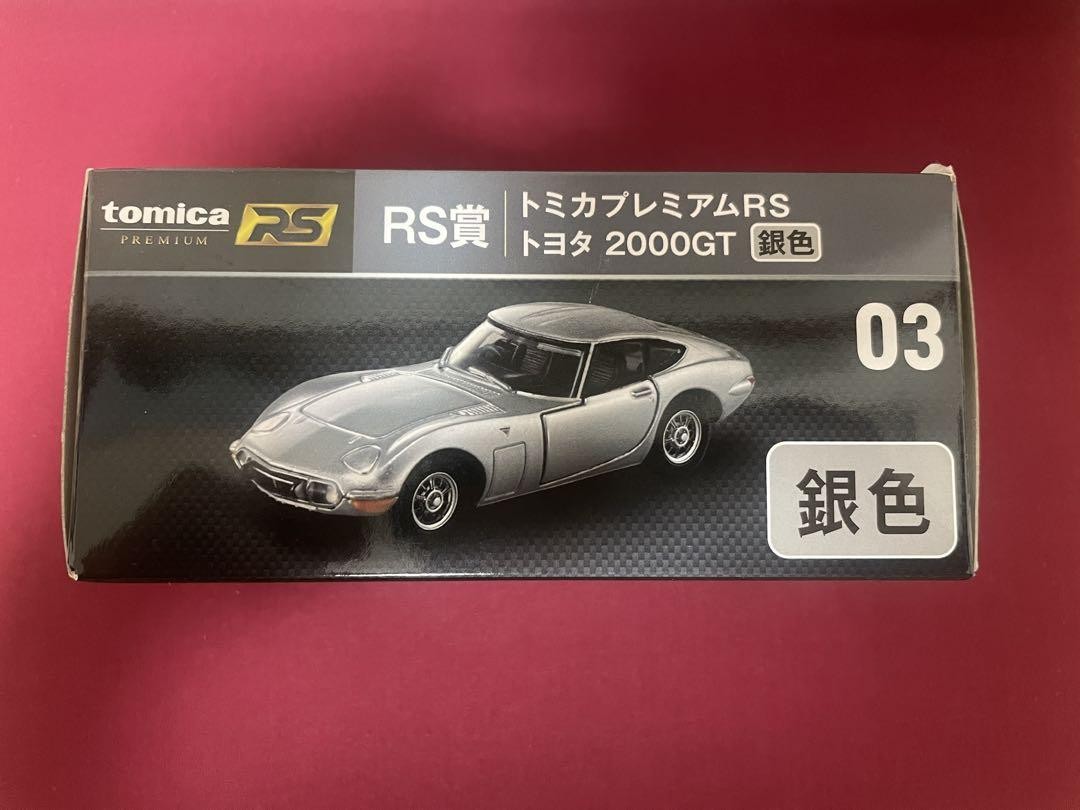 tomica
PREMIUM
RS
RS賞
トミカプレミアムRS
トヨタ 2000GT 銀色
03
銀色